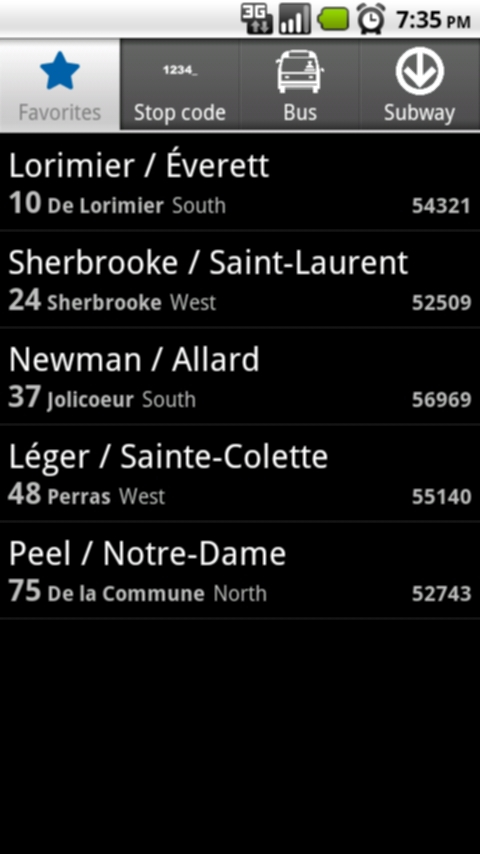 3G 7:35 PM
1234_
Favorites Stop code Bus Subway
Lorimier / Éverett
10 De Lorimier South 54321
Sherbrooke / Saint-Laurent
24 Sherbrooke West 52509
Newman / Allard
37 Jolicoeur South 56969
Léger / Sainte-Colette
48 Perras West 55140
Peel / Notre-Dame
75 De la Commune North 52743